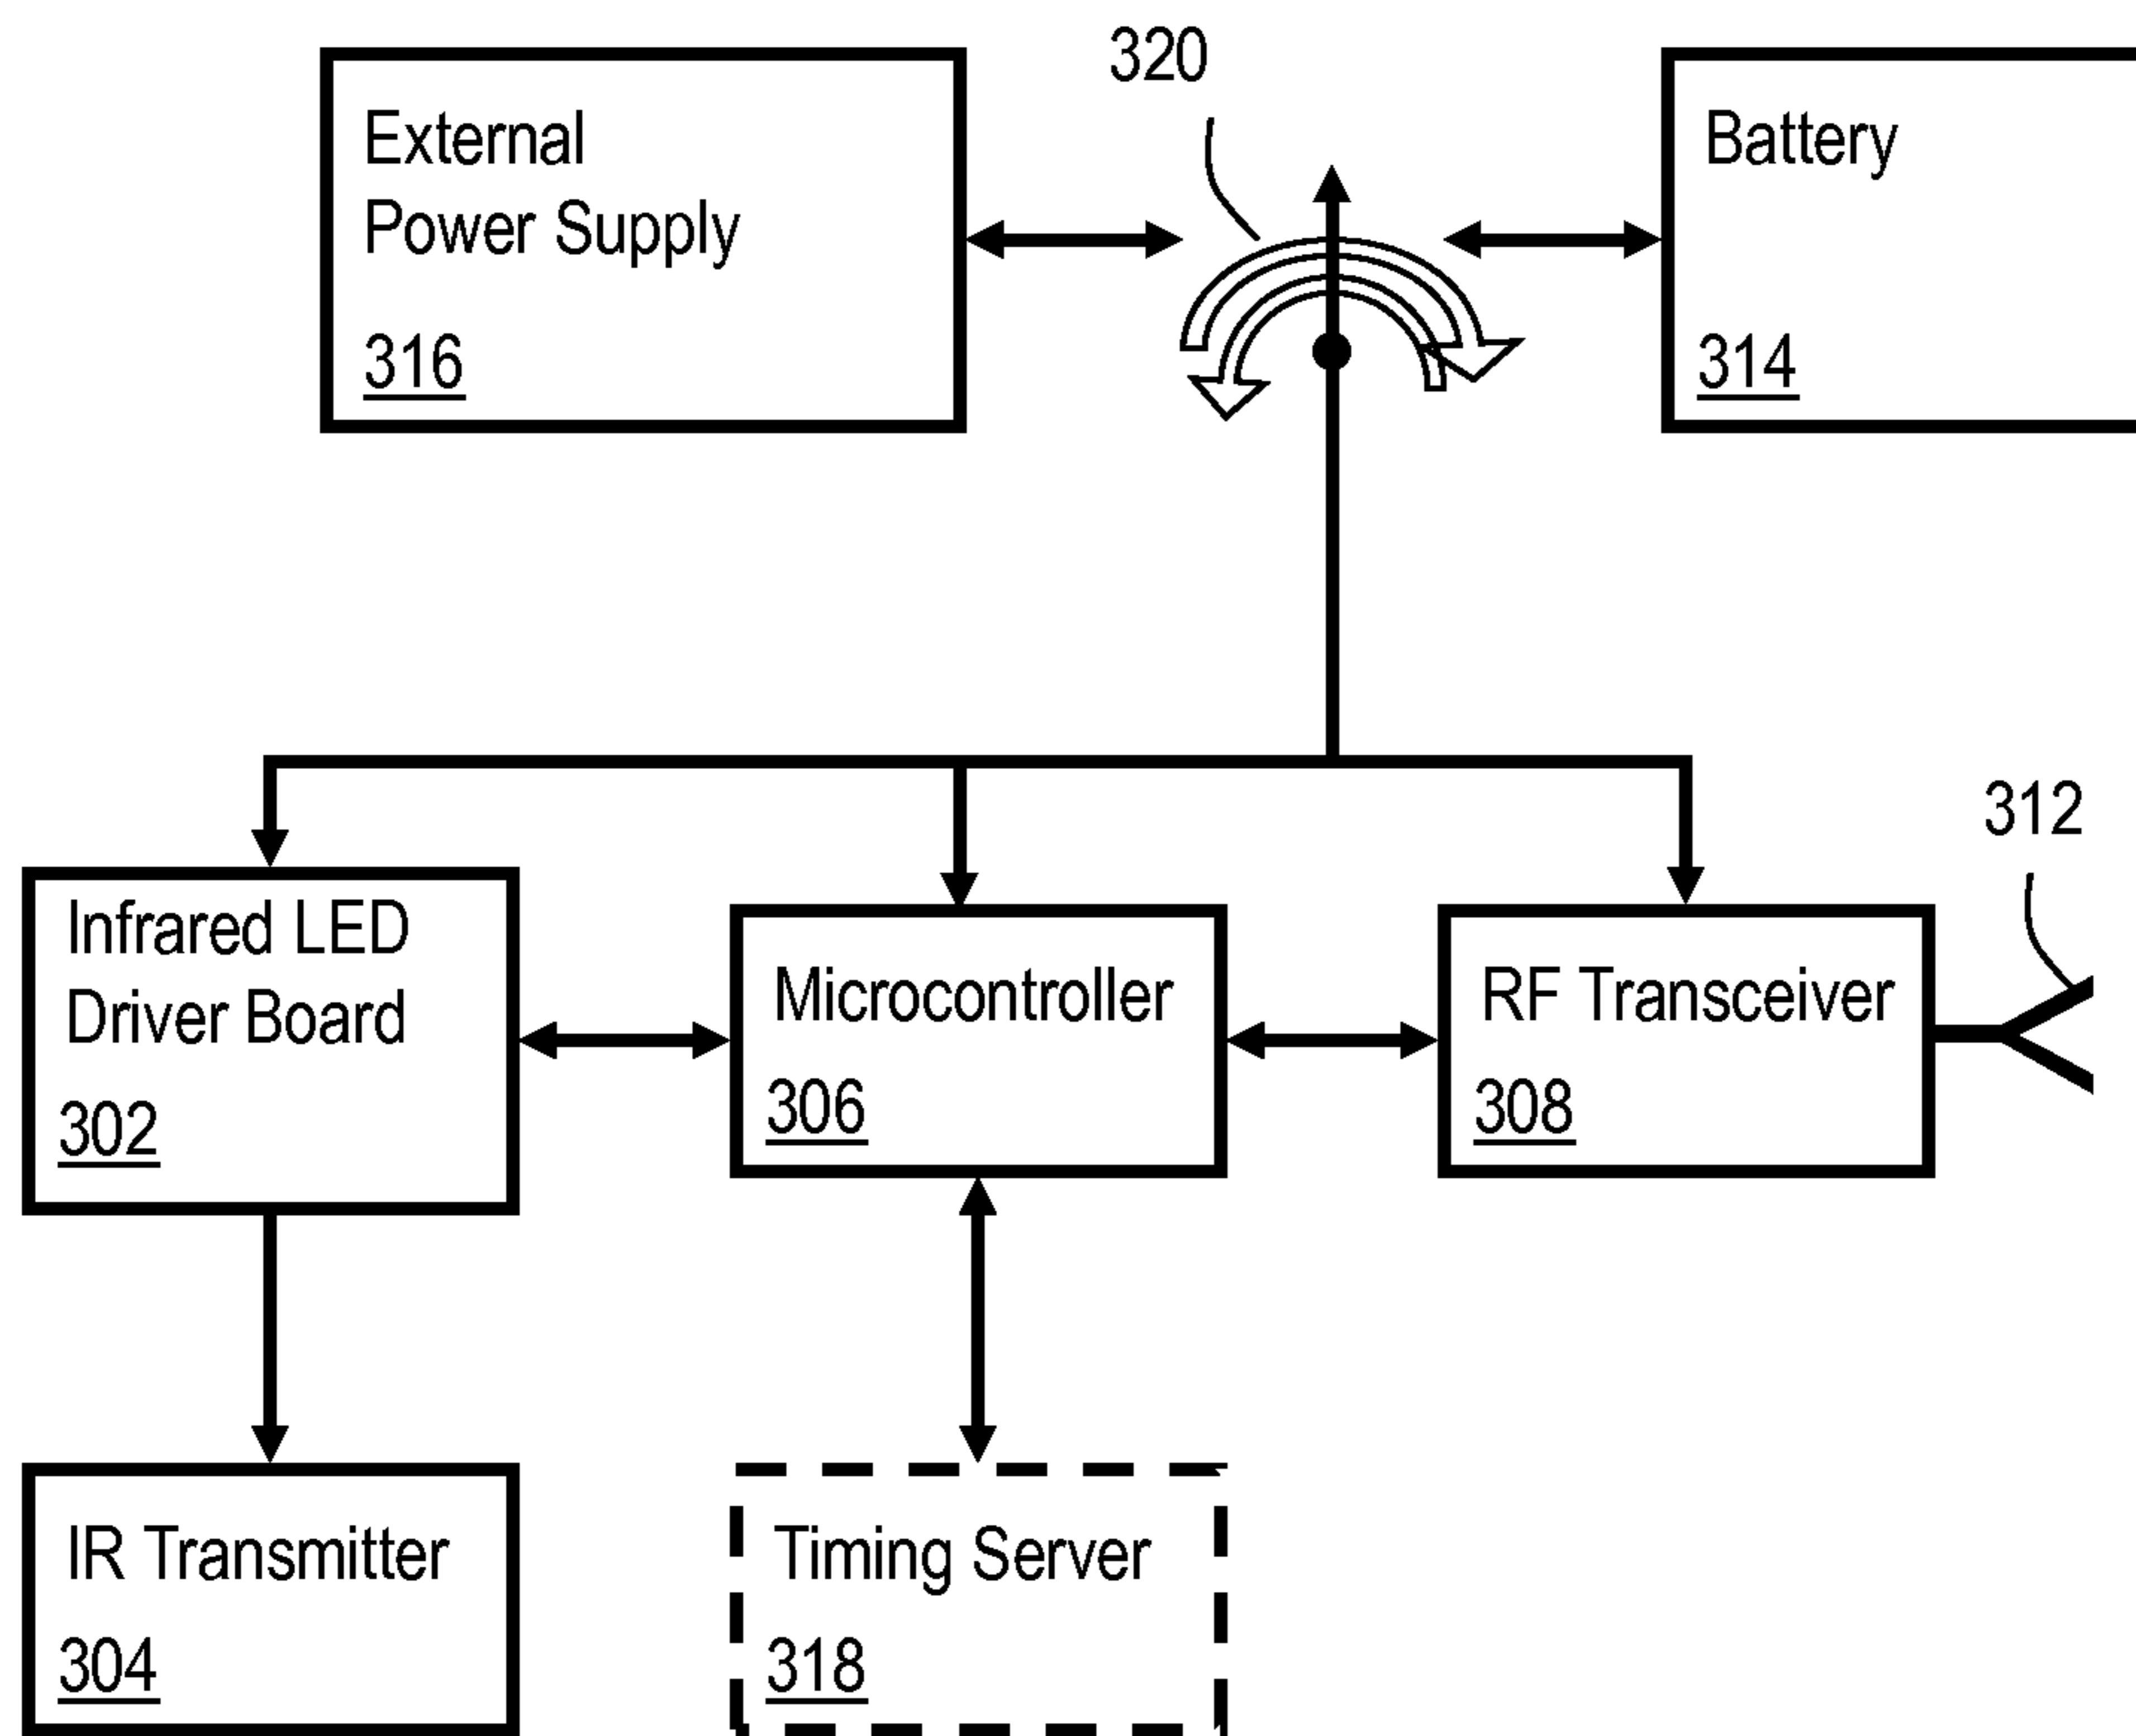 320
External
Power Supply
316
Battery
314
312
Infrared LED
Driver Board
302
Microcontroller
306
RF Transceiver
308
IR Transmitter
304
Timing Server
318